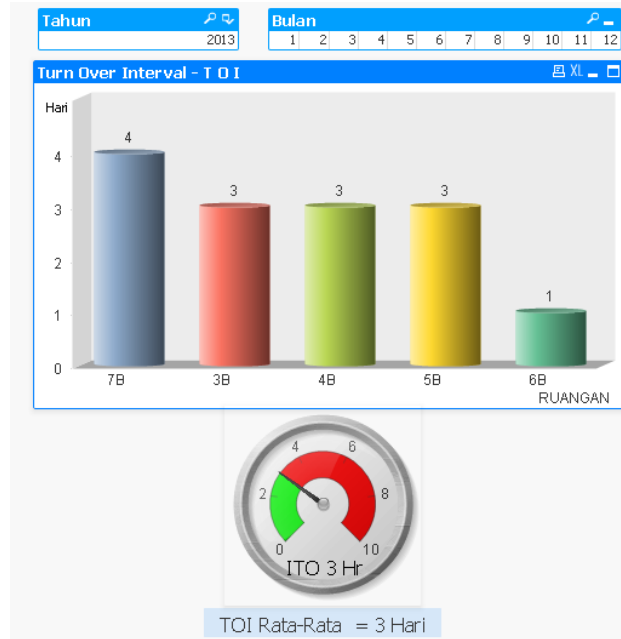 Tahun
2013
Bulan
1 2 3 4 5 6 7 8 9 10 11 12
Turn Over Interval - T O I
XL
Hari
4
3
2
1
0
4
3
3
3
1
7B 3B 4B 5B 6B
RUANGAN
0 2 4 6 8 10
ITO 3 Hr
TOI Rata-Rata = 3 Hari